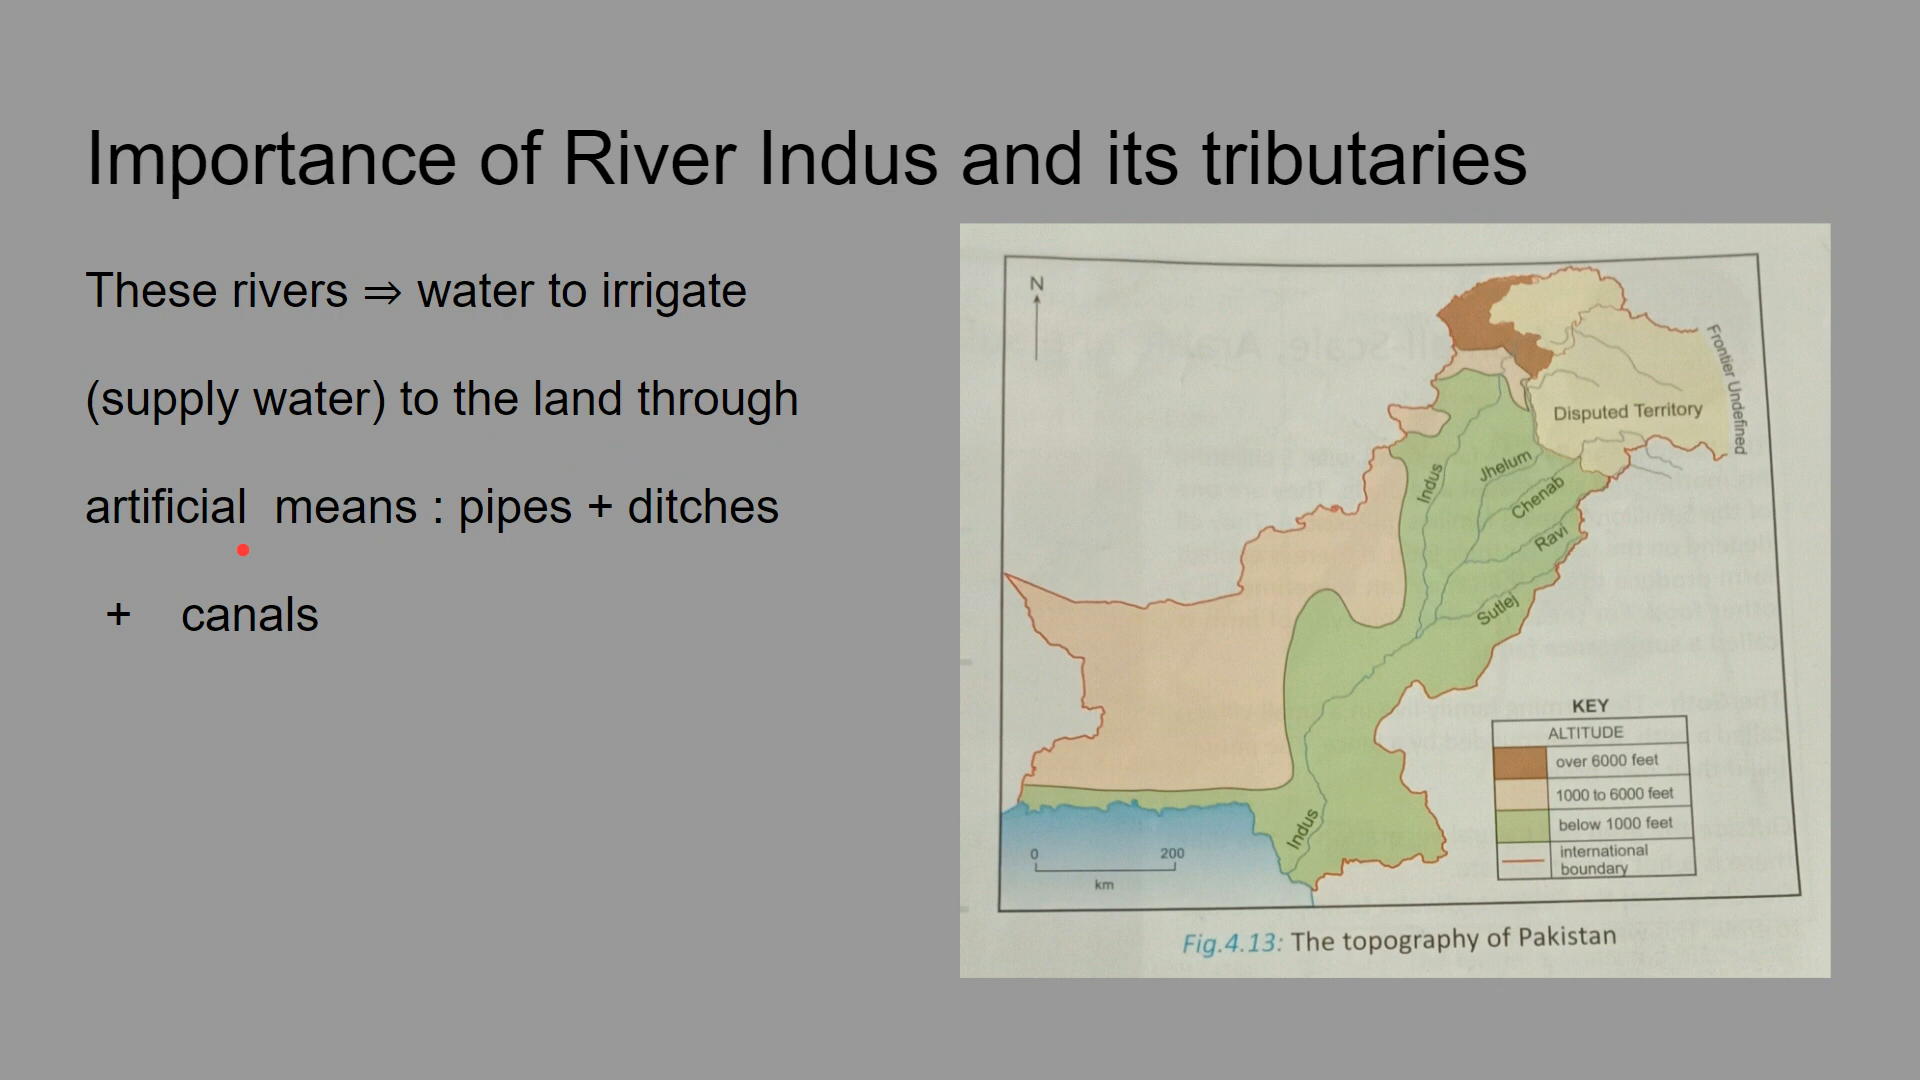 Importance of River Indus and its tributaries
These rivers ⇒ water to irrigate
(supply water) to the land through
artificial  means : pipes + ditches
+    canals
N
Frontier Undefined
Disputed Territory
Indus
Jhelum
Chenab
Ravi
Sutlej
Indus
KEY
ALTITUDE
over 6000 feet
1000 to 6000 feet
below 1000 feet
international
boundary
0 200
km
Fig.4.13: The topography of Pakistan